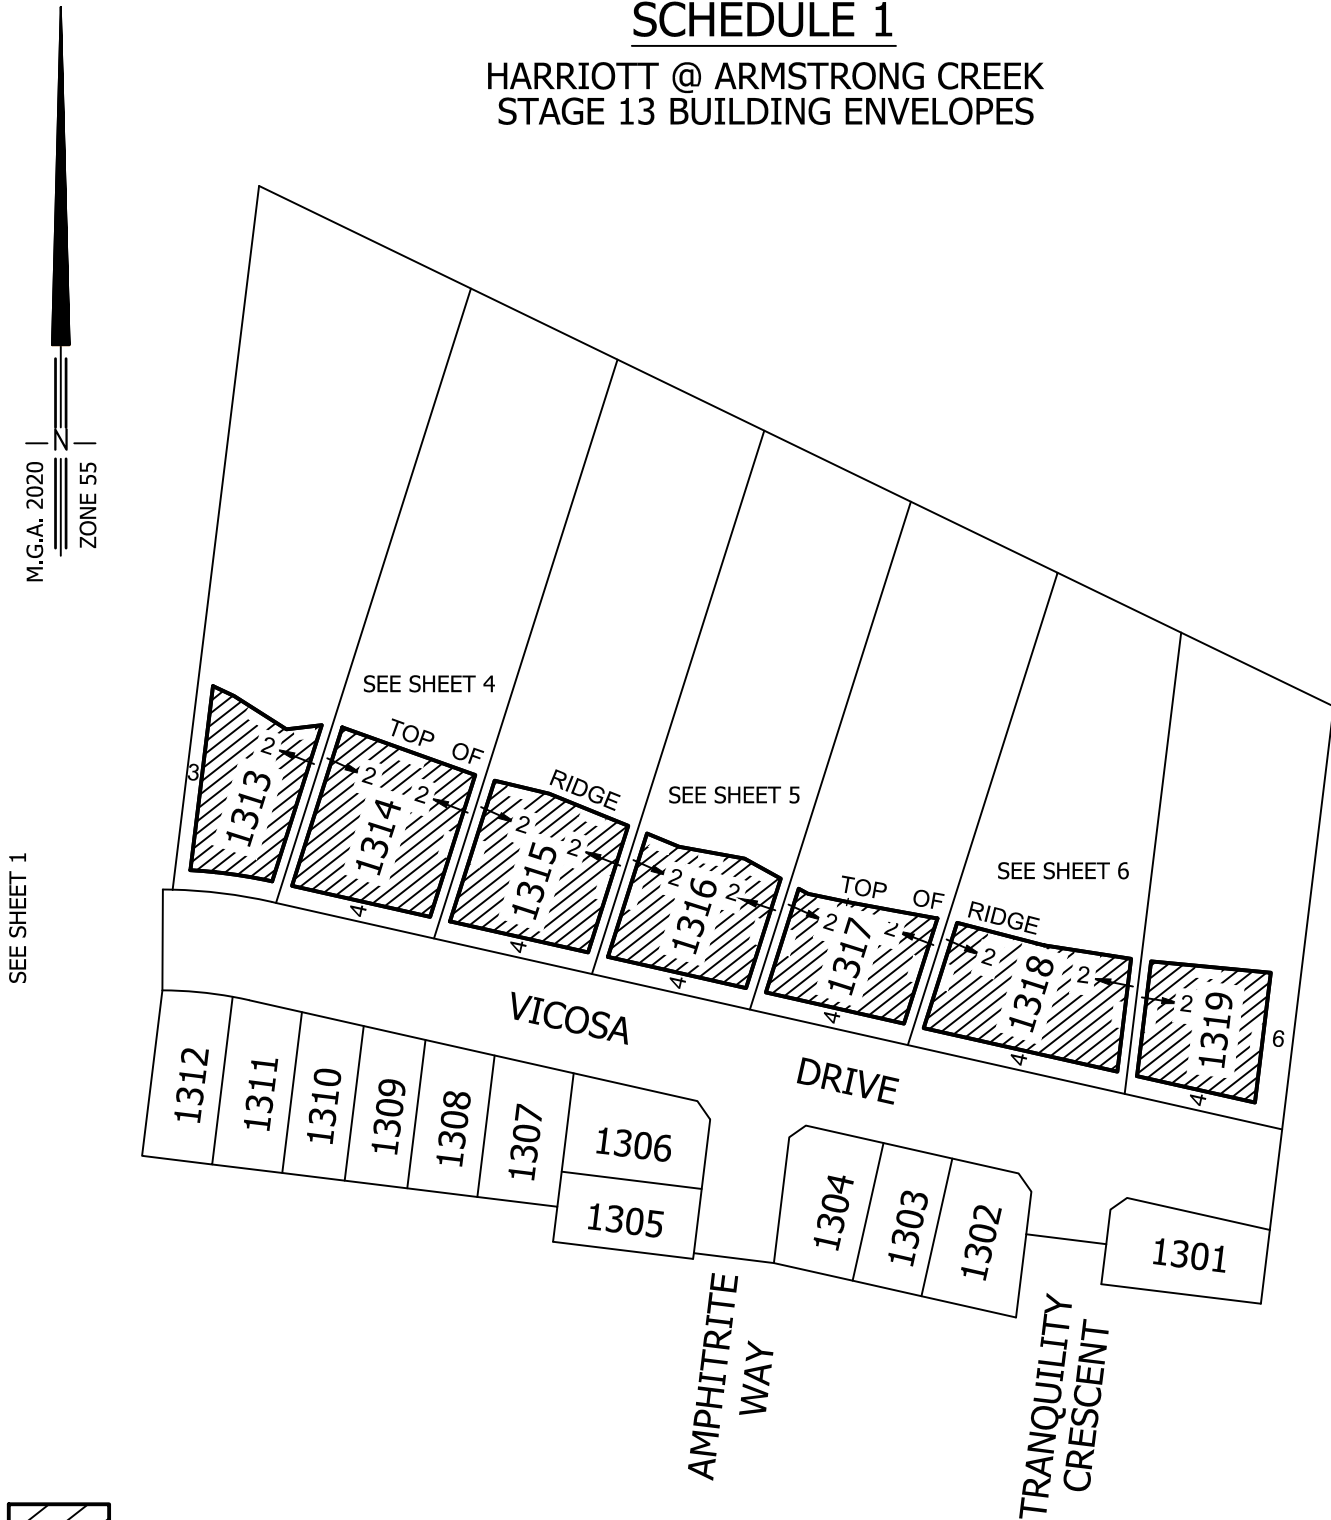 SCHEDULE 1
HARRIOTT @ ARMSTRONG CREEK
STAGE 13 BUILDING ENVELOPES
M.G.A. 2020
N
ZONE 55
SEE SHEET 1
SEE SHEET 4
TOP OF
RIDGE
SEE SHEET 5
TOP OF
RIDGE
SEE SHEET 6
3
2
1313
2
1314
2
4
2
1315
2
4
2
1316
2
4
2
1317
2
4
2
1318
2
4
2
1319
6
4
VICOSA
DRIVE
1312
1311
1310
1309
1308
1307
1306
1305
1304
1303
1302
1301
AMPHITRITE
WAY
TRANQUILITY
CRESCENT